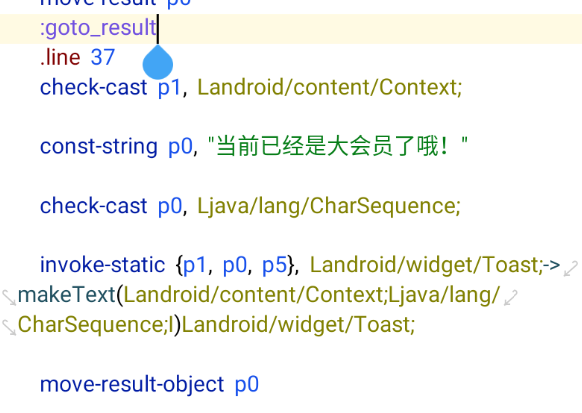 move-result p0
:goto_result
.line 37
check-cast p1, Landroid/content/Context;
const-string p0, "当前已经是大会员了哦！"
check-cast p0, Ljava/lang/CharSequence;
invoke-static {p1, p0, p5}, Landroid/widget/Toast;->
makeText(Landroid/content/Context;Ljava/lang/
CharSequence;I)Landroid/widget/Toast;
move-result-object p0